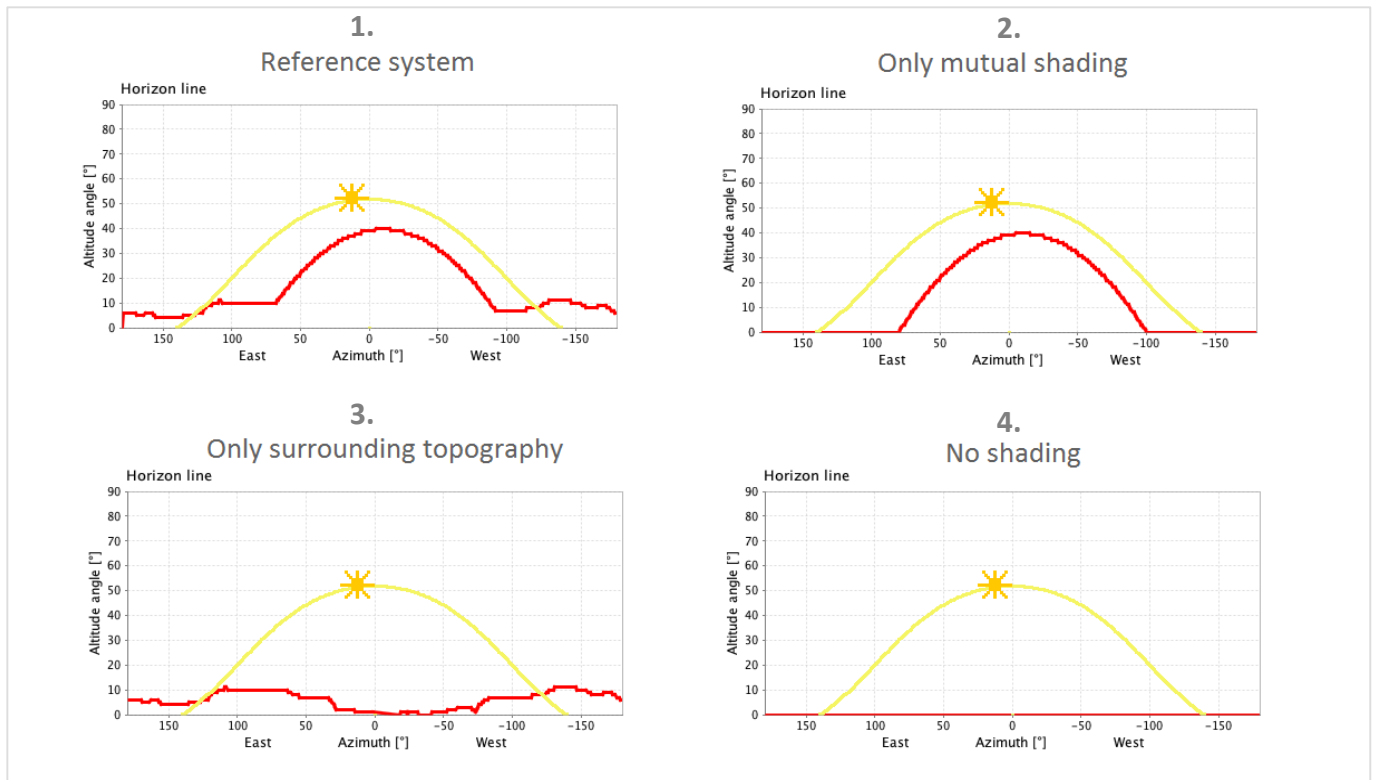 1.
Reference system
Horizon line
90
80
70
60
50
40
30
20
10
0
Altitude angle [°]
150 100 50 0 -50 -100 -150
East Azimuth [°] West
2.
Only mutual shading
Horizon line
90
80
70
60
50
40
30
20
10
0
Altitude angle [°]
150 100 50 0 -50 -100 -150
East Azimuth [°] West
3.
Only surrounding topography
Horizon line
90
80
70
60
50
40
30
20
10
0
Altitude angle [°]
150 100 50 0 -50 -100 -150
East Azimuth [°] West
4.
No shading
Horizon line
90
80
70
60
50
40
30
20
10
0
Altitude angle [°]
150 100 50 0 -50 -100 -150
East Azimuth [°] West